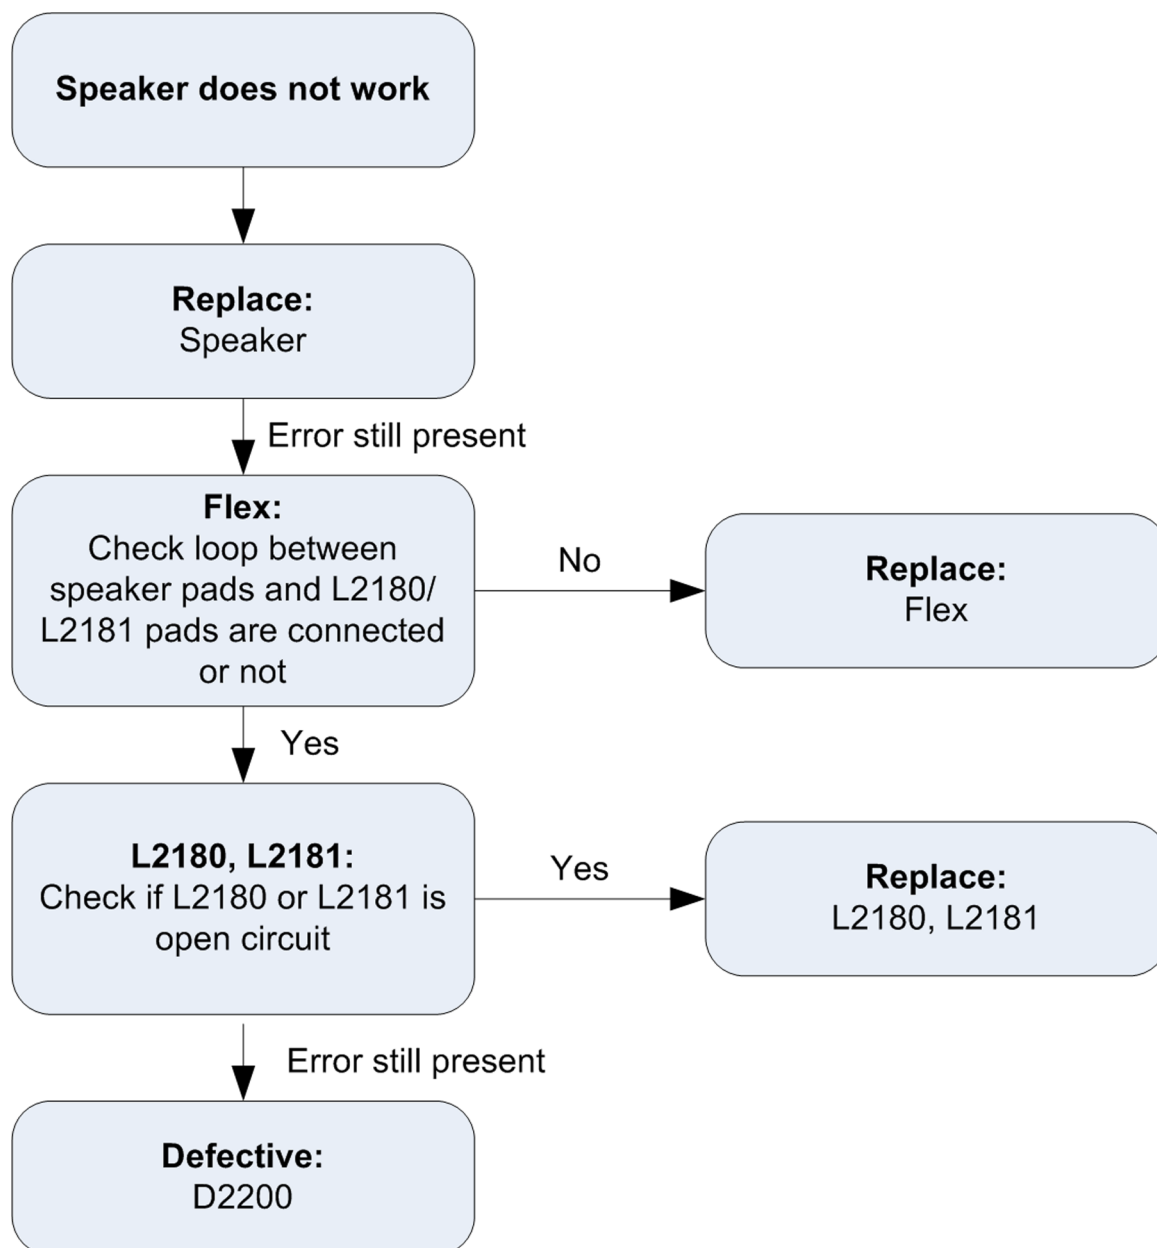 Speaker does not work
Replace:
Speaker
Error still present
Flex:
Check loop between
speaker pads and L2180/
L2181 pads are connected
or not
No
Replace:
Flex
Yes
L2180, L2181:
Check if L2180 or L2181 is
open circuit
Yes
Replace:
L2180, L2181
Error still present
Defective:
D2200